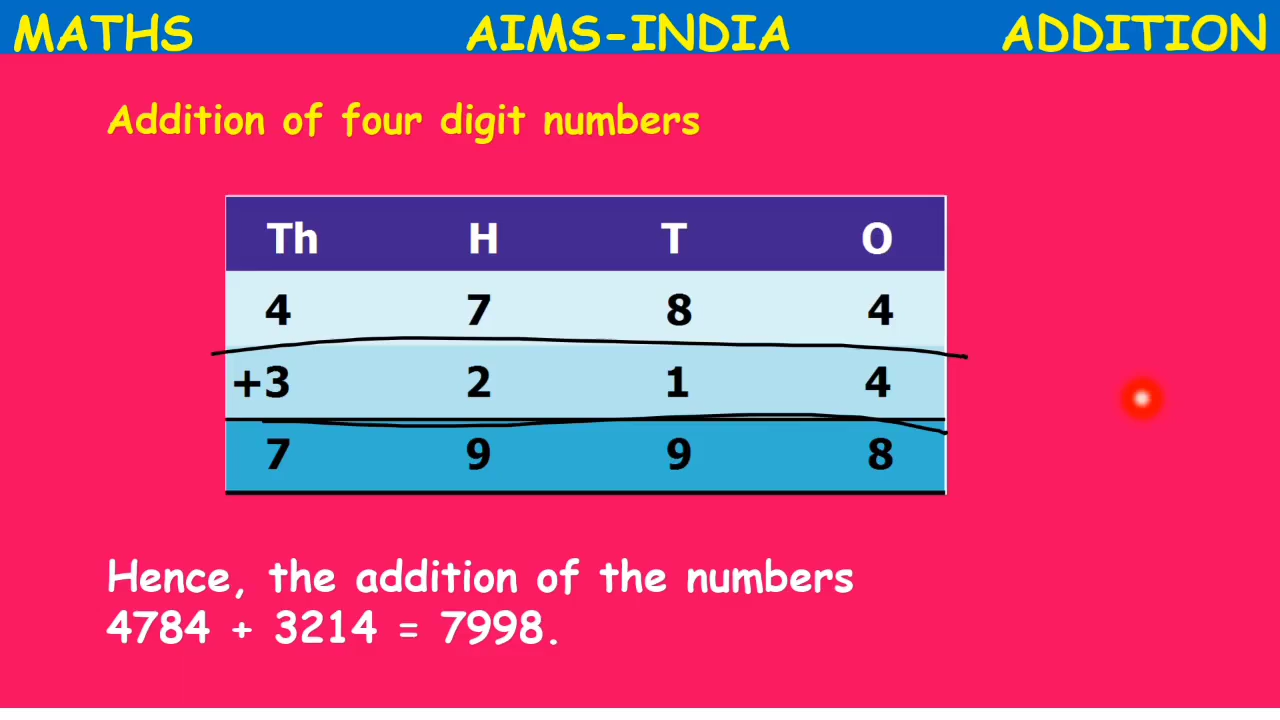 MATHS AIMS-INDIA ADDITION
Addition of four digit numbers
Th H T O
4 7 8 4
+3 2 1 4
7 9 9 8
Hence, the addition of the numbers
4784 + 3214 = 7998.